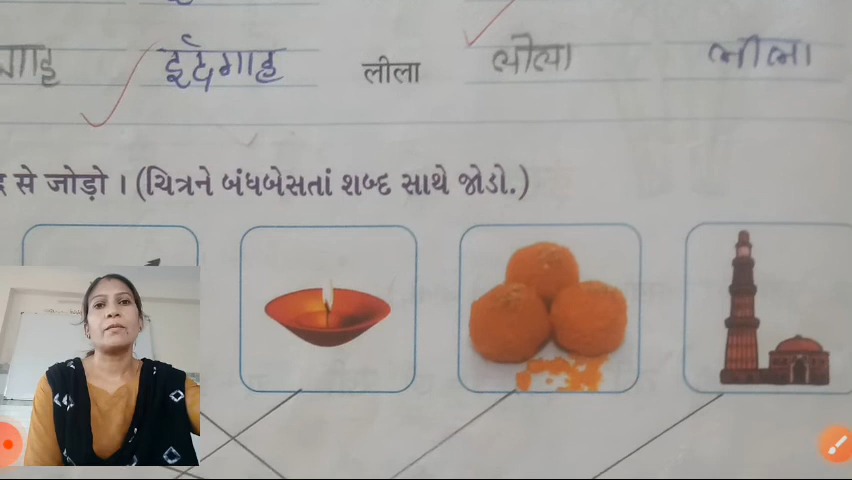 ईदगाह लीला लीला लीला
से जोड़ो । (ચિત્રને બંધબેસતાં શબ્દ સાથે જોડો.)